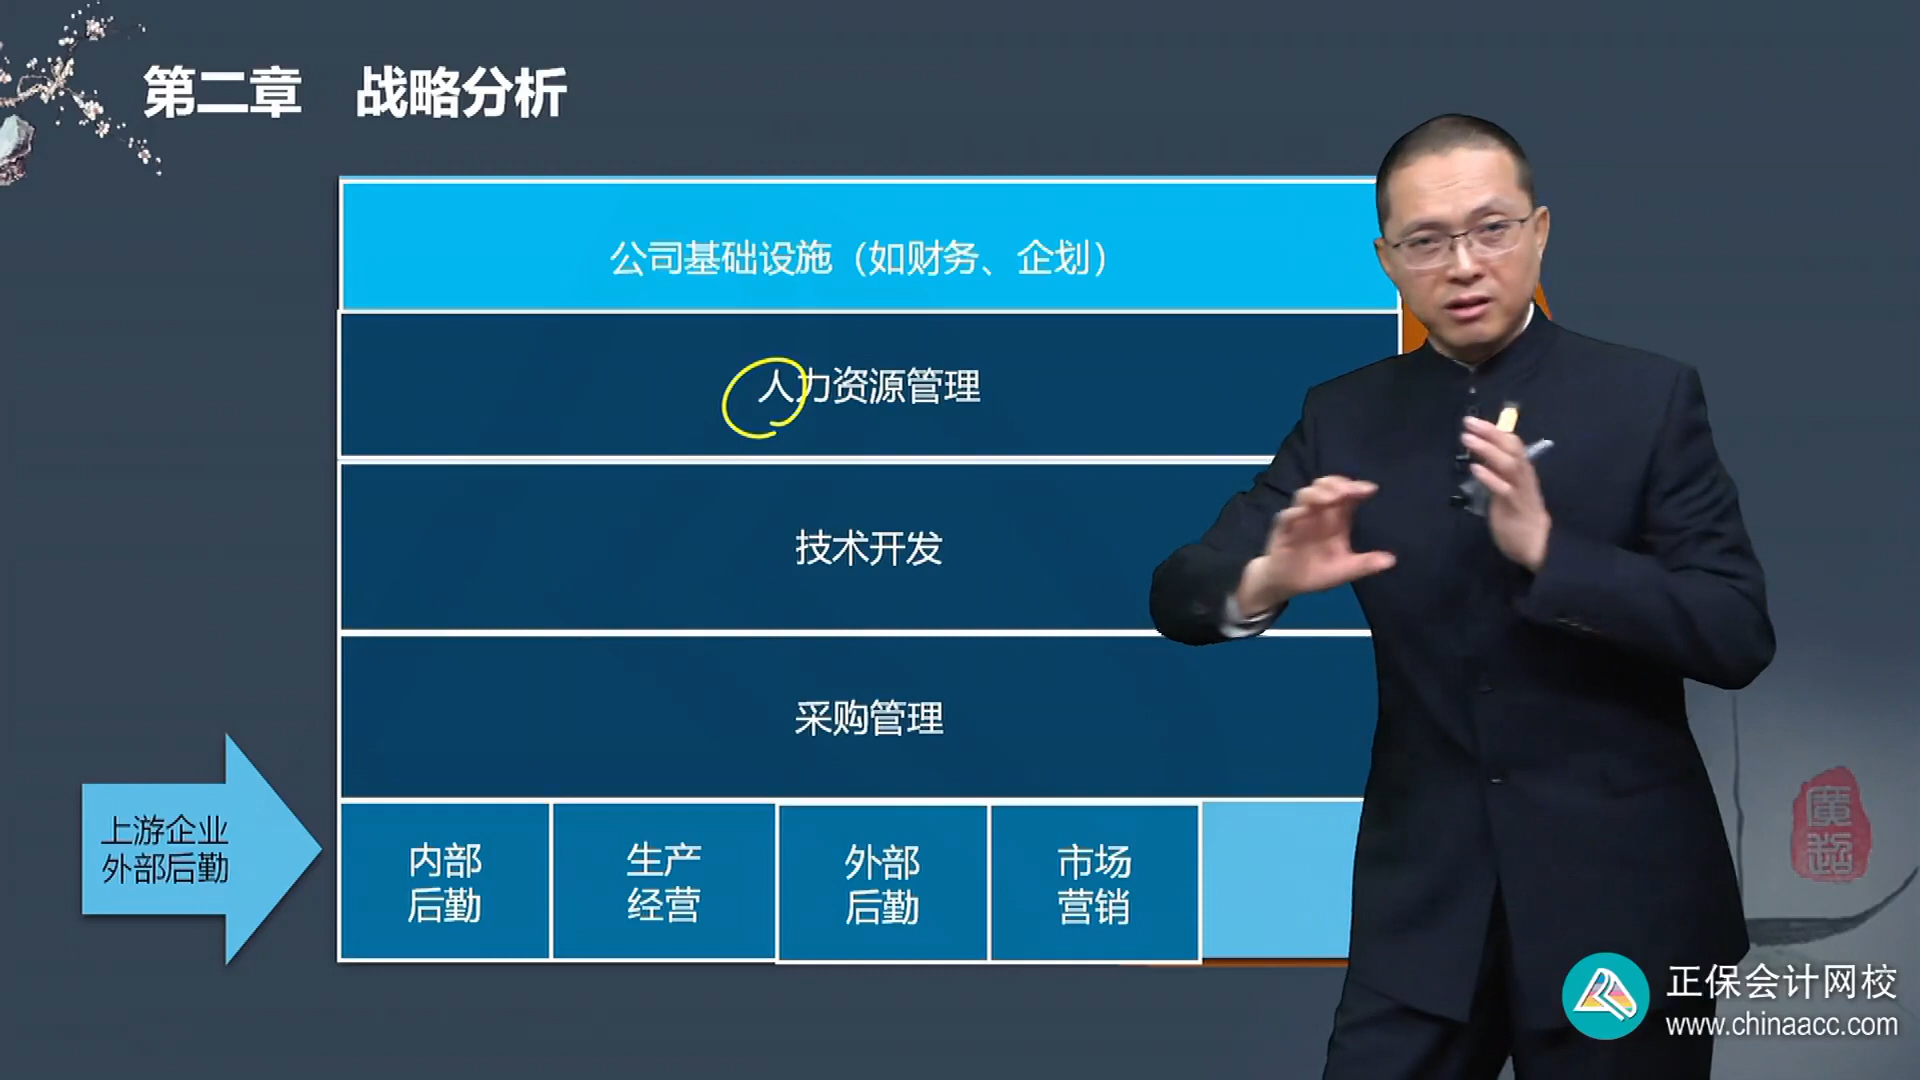 第二章 战略分析
公司基础设施（如财务、企划）
人力资源管理
技术开发
采购管理
上游企业
外部后勤
内部
后勤
生产
经营
外部
后勤
市场
营销
正保会计网校
www.chinaacc.com